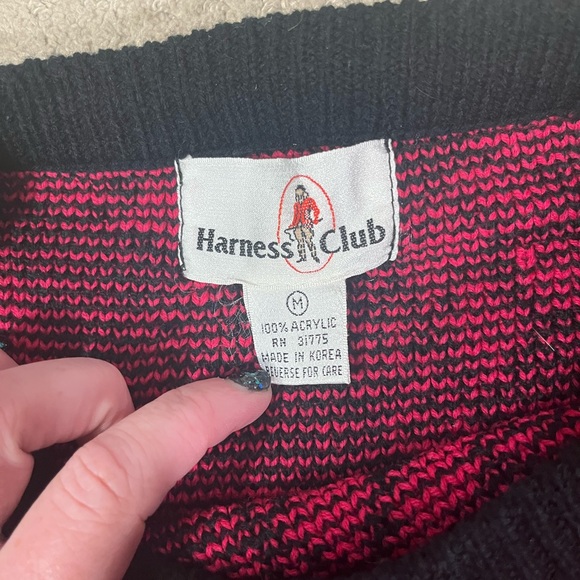 Harness Club
M
100% ACRYLIC
RN 31775
MADE IN KOREA
REVERSE FOR CARE